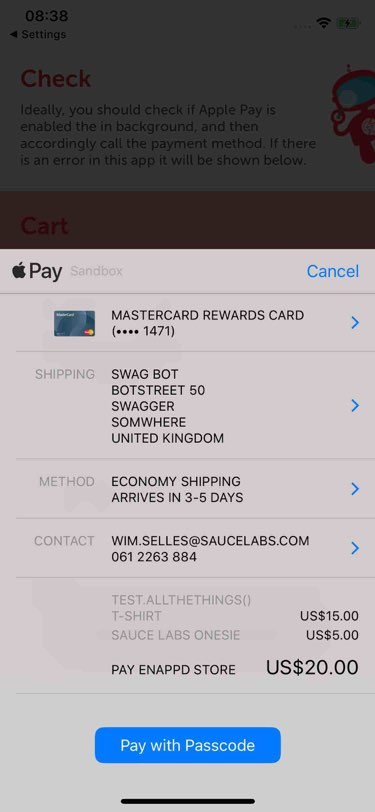 08:38
◀ Settings
Check
Ideally, you should check if Apple Pay is
enabled the in background, and then
accordingly call the payment method. If there
is an error in this app it will be shown below.
Cart
Pay Sandbox
Cancel
MasterCard
MASTERCARD REWARDS CARD
(•••• 1471)
SHIPPING
SWAG BOT
BOTSTREET 50
SWAGGER
SOMWHERE
UNITED KINGDOM
METHOD
ECONOMY SHIPPING
ARRIVES IN 3-5 DAYS
CONTACT
WIM.SELLES@SAUCELABS.COM
061 2263 884
TEST.ALLTHETHINGS()
T-SHIRT US$15.00
SAUCE LABS ONESIE US$5.00
PAY ENAPPD STORE US$20.00
Pay with Passcode